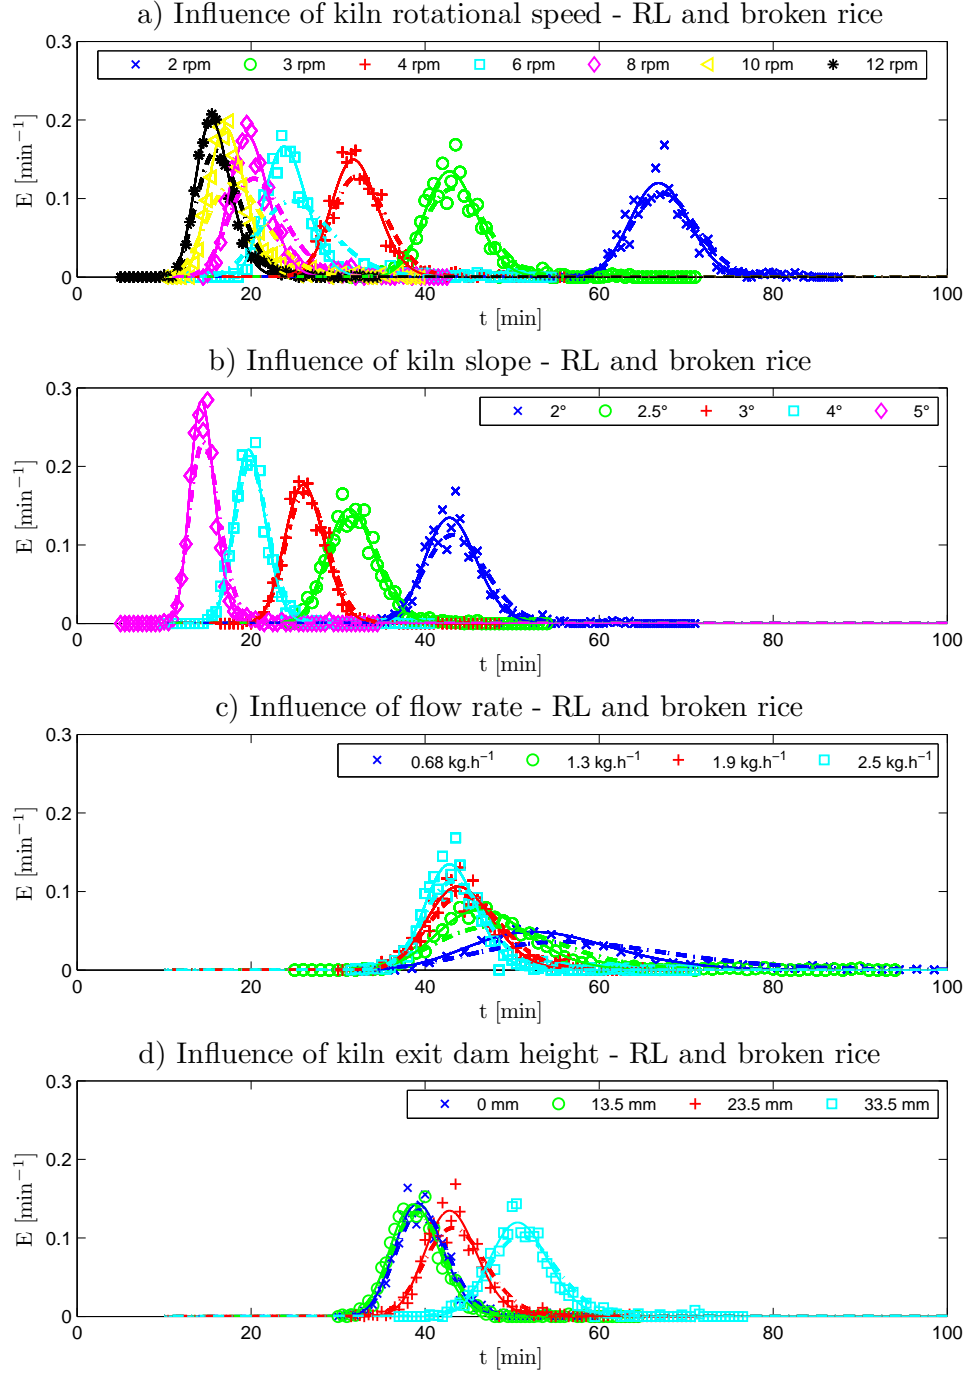 a) Influence of kiln rotational speed - RL and broken rice
0.3
2 rpm 3 rpm 4 rpm 6 rpm 8 rpm 10 rpm 12 rpm
0.2
E [min⁻¹]
0.1
0
0 20 40 60 80 100
t [min]
b) Influence of kiln slope - RL and broken rice
0.3
2° 2.5° 3° 4° 5°
0.2
E [min⁻¹]
0.1
0
0 20 40 60 80 100
t [min]
c) Influence of flow rate - RL and broken rice
0.3
0.68 kg.h⁻¹ 1.3 kg.h⁻¹ 1.9 kg.h⁻¹ 2.5 kg.h⁻¹
0.2
E [min⁻¹]
0.1
0
0 20 40 60 80 100
t [min]
d) Influence of kiln exit dam height - RL and broken rice
0.3
0 mm 13.5 mm 23.5 mm 33.5 mm
0.2
E [min⁻¹]
0.1
0
0 20 40 60 80 100
t [min]